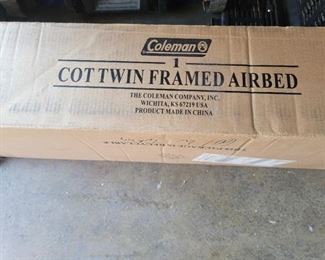 Coleman
1
COT TWIN FRAMED AIRBED
THE COLEMAN COMPANY, INC.
WICHITA, KS 67219 USA
PRODUCT MADE IN CHINA